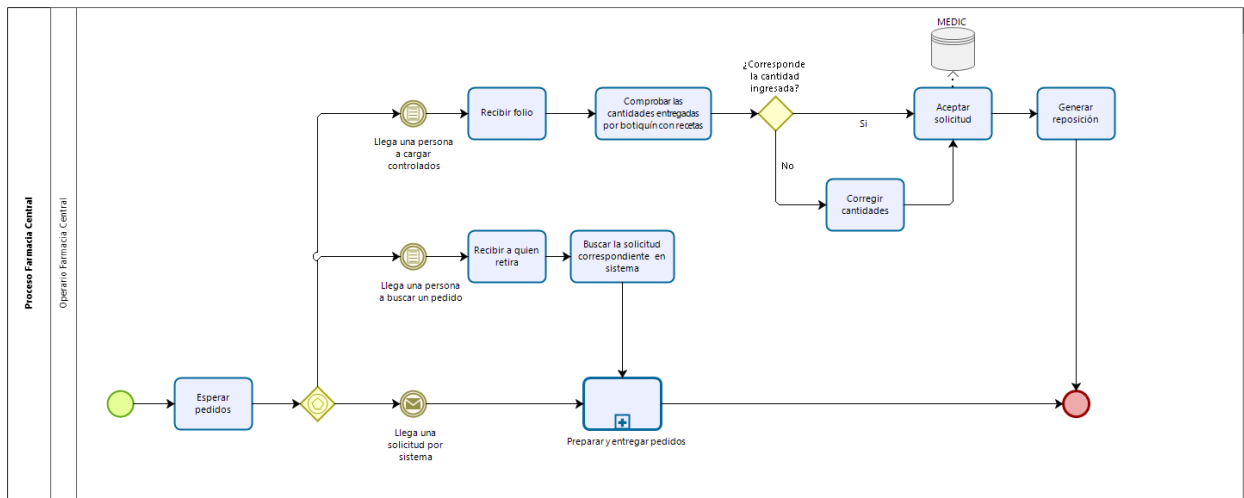 Proceso Farmacia Central
Operario Farmacia Central
MEDIC
¿Corresponde
la cantidad
ingresada?
Recibir folio
Comprobar las
cantidades entregadas
por botiquín con recetas
Aceptar
solicitud
Generar
reposición
Si
Llega una persona
a cargar
controlados
No
Corregir
cantidades
Recibir a quien
retira
Buscar la solicitud
correspondiente en
sistema
Llega una persona
a buscar un pedido
Esperar
pedidos
Llega una
solicitud por
sistema
Preparar y entregar pedidos